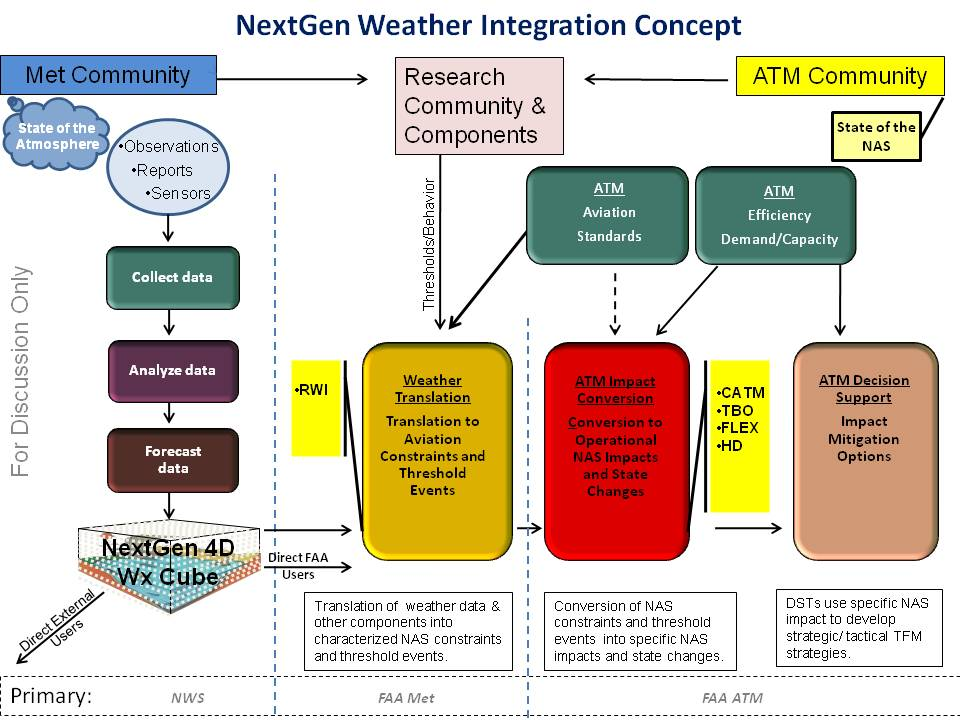 NextGen Weather Integration Concept
Met Community
Research
Community &
Components
ATM Community
State of the
Atmosphere
State of the
NAS
•Observations
•Reports
•Sensors
Thresholds/Behavior
ATM
Aviation
Standards
ATM
Efficiency
Demand/Capacity
For Discussion Only
Collect data
Analyze data
Forecast
data
NextGen 4D
Wx Cube
Direct External
Users
Direct FAA
Users
•RWI
Weather
Translation
Translation to
Aviation
Constraints and
Threshold
Events
ATM Impact
Conversion
Conversion to
Operational
NAS Impacts
and State
Changes
•CATM
•TBO
•FLEX
•HD
ATM Decision
Support
Impact
Mitigation
Options
Translation of weather data &
other components into
characterized NAS constraints
and threshold events.
Conversion of NAS
constraints and threshold
events into specific NAS
impacts and state changes.
DSTs use specific NAS
impact to develop
strategic/ tactical TFM
strategies.
Primary:
NWS
FAA Met
FAA ATM